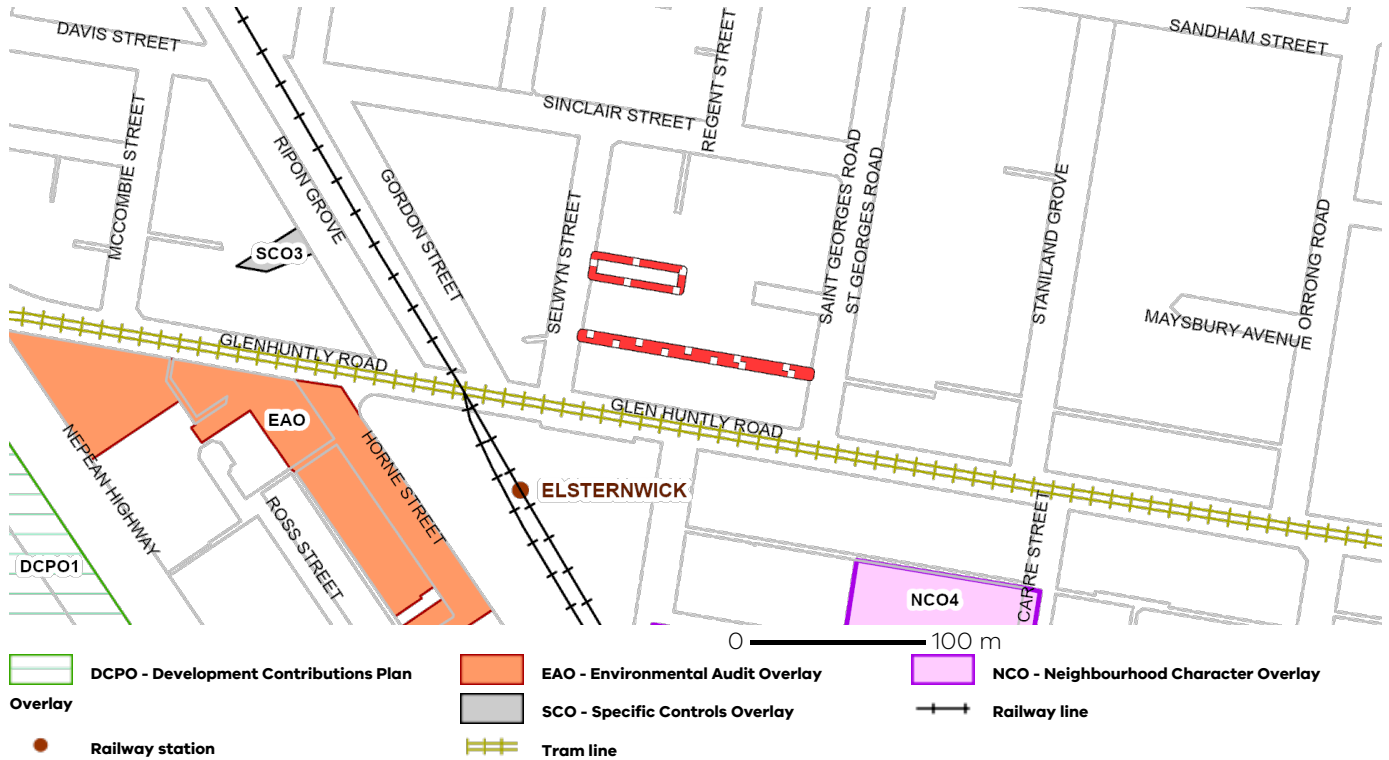 DAVIS STREET
SANDHAM STREET
SINCLAIR STREET
REGENT STREET
MCCOMBIE STREET
RIPON GROVE
GORDON STREET
SELWYN STREET
SAINT GEORGES ROAD
ST GEORGES ROAD
STANILAND GROVE
ORRONG ROAD
SCO3
MAYSBURY AVENUE
GLENHUNTLY ROAD
GLEN HUNTLY ROAD
EAO
NEPEAN HIGHWAY
HORNE STREET
ROSS STREET
ELSTERNWICK
CARRE STREET
DCPO1
NCO4
0 100 m
DCPO - Development Contributions Plan
Overlay
EAO - Environmental Audit Overlay
NCO - Neighbourhood Character Overlay
SCO - Specific Controls Overlay
Railway line
Railway station
Tram line